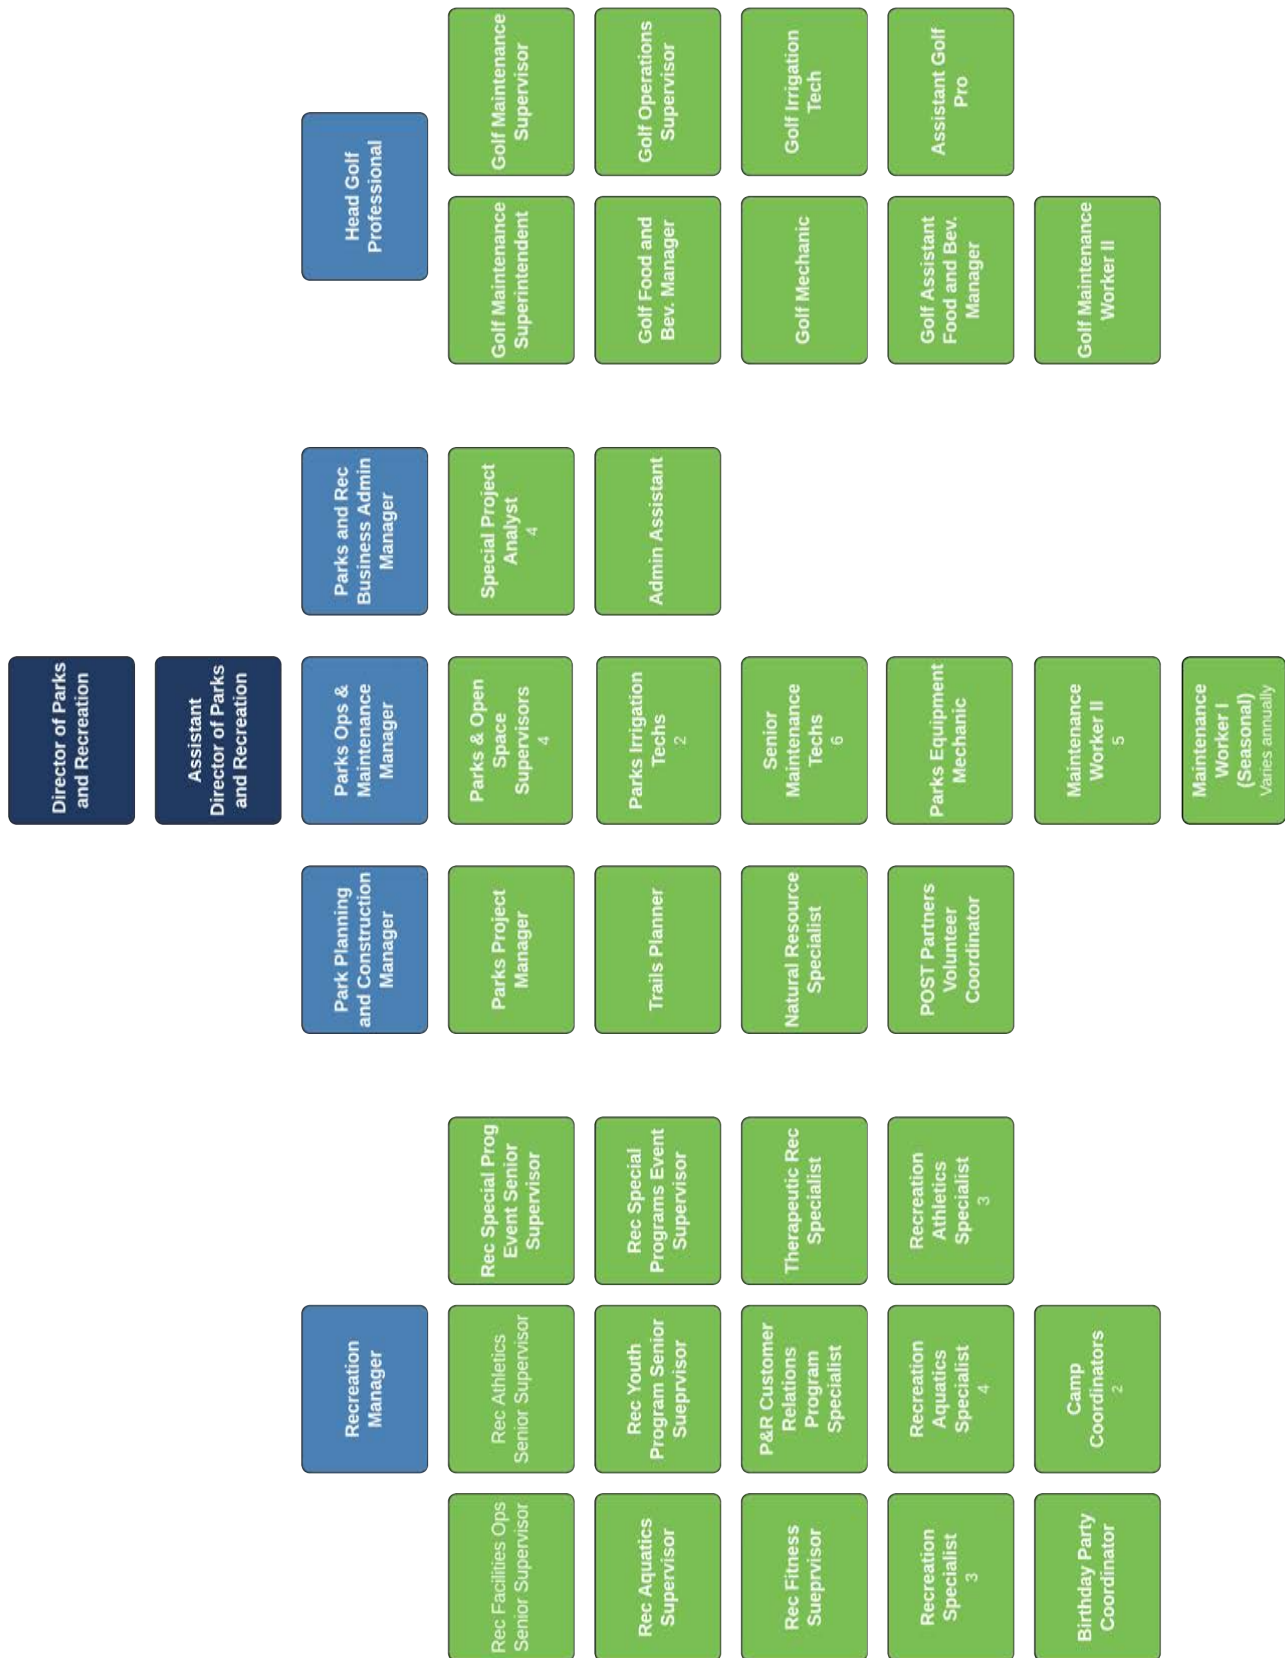 Director of Parks
and Recreation
Assistant
Director of Parks
and Recreation
Recreation
Manager
Park Planning
and Construction
Manager
Parks Ops &
Maintenance
Manager
Parks and Rec
Business Admin
Manager
Head Golf
Professional
Rec Facilities Ops
Senior Supervisor
Rec Athletics
Senior Supervisor
Rec Special Prog
Event Senior
Supervisor
Parks Project
Manager
Parks & Open
Space
Supervisors
4
Special Project
Analyst
4
Golf Maintenance
Superintendent
Golf Maintenance
Supervisor
Rec Aquatics
Supervisor
Rec Youth
Program Senior
Sueprvisor
Rec Special
Programs Event
Supervisor
Trails Planner
Parks Irrigation
Techs
2
Admin Assistant
Golf Food and
Bev. Manager
Golf Operations
Supervisor
Rec Fitness
Sueprvisor
P&R Customer
Relations
Program
Specialist
Therapeutic Rec
Specialist
Natural Resource
Specialist
Senior
Maintenance
Techs
6
Golf Mechanic
Golf Irrigation
Tech
Recreation
Specialist
3
Recreation
Aquatics
Specialist
4
Recreation
Athletics
Specialist
3
POST Partners
Volunteer
Coordinator
Parks Equipment
Mechanic
Golf Assistant
Food and Bev.
Manager
Assistant Golf
Pro
Birthday Party
Coordinator
Camp
Coordinators
2
Maintenance
Worker II
5
Golf Maintenance
Worker II
Maintenance
Worker I
(Seasonal)
Varies annually